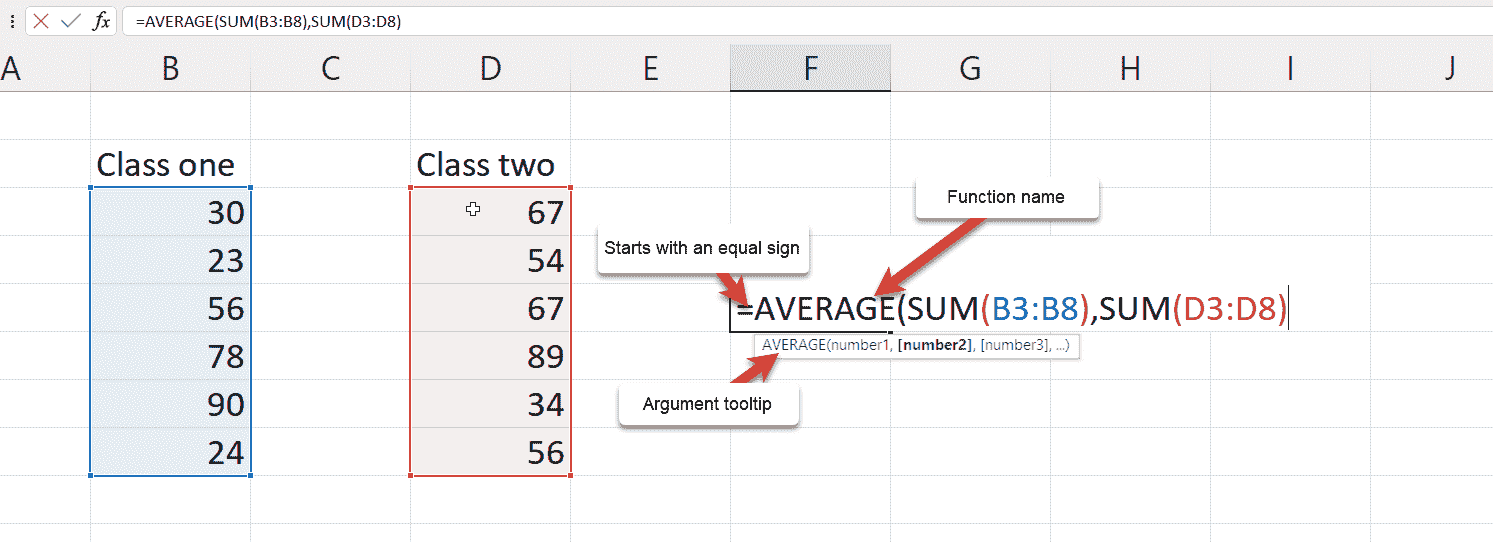 fx =AVERAGE(SUM(B3:B8),SUM(D3:D8)
A B C D E F G H I J
Class one Class two
30 67
23 54
56 67
78 89
90 34
24 56
Function name
Starts with an equal sign
=AVERAGE(SUM(B3:B8),SUM(D3:D8)
AVERAGE(number1, [number2], [number3], ...)
Argument tooltip